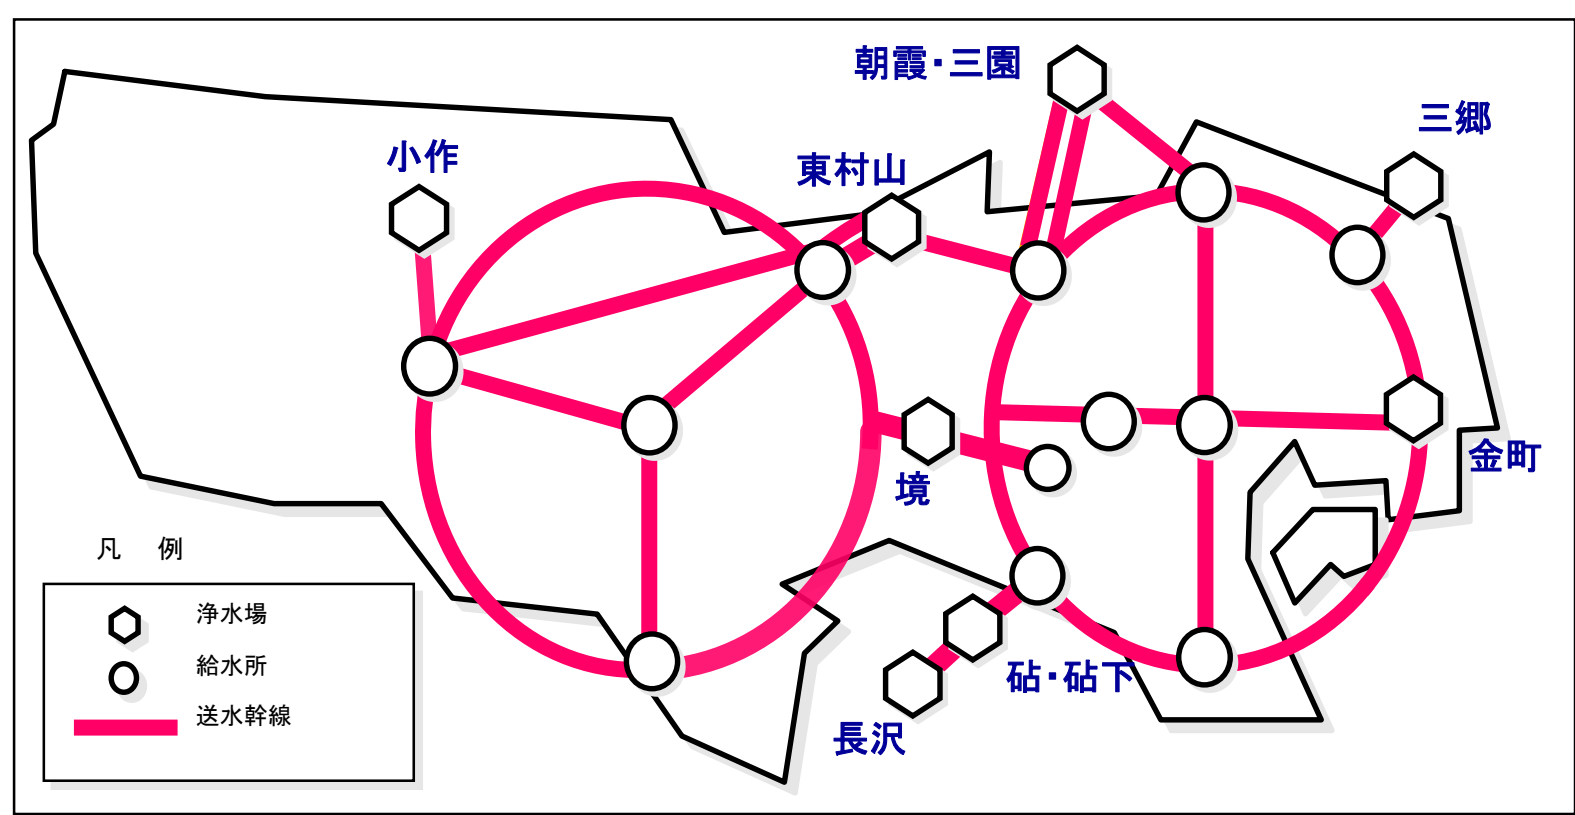 朝霞・三園
三郷
小作
東村山
金町
境
凡 例
浄水場
給水所
送水幹線
砧・砧下
長沢